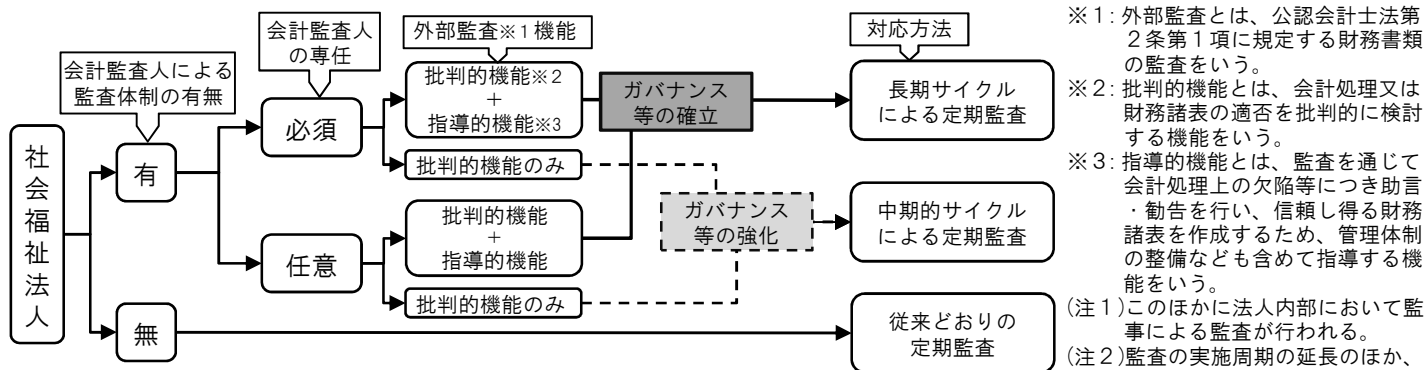 会計監査人による
監査体制の有無
会計監査人
の専任
外部監査※1機能
対応方法
社会福祉法人
有
無
必須
任意
批判的機能※2
+
指導的機能※3
批判的機能のみ
批判的機能
+
指導的機能
批判的機能のみ
ガバナンス
等の確立
ガバナンス
等の強化
長期サイクル
による定期監査
中期的サイクル
による定期監査
従来どおりの
定期監査
※1:外部監査とは、公認会計士法第
2条第1項に規定する財務書類
の監査をいう。
※2:批判的機能とは、会計処理又は
財務諸表の適否を批判的に検討
する機能をいう。
※3:指導的機能とは、監査を通じて
会計処理上の欠陥等につき助言
・勧告を行い、信頼し得る財務
諸表を作成するため、管理体制
の整備なども含めて指導する機
能をいう。
(注1)このほかに法人内部において監
事による監査が行われる。
(注2)監査の実施周期の延長のほか、